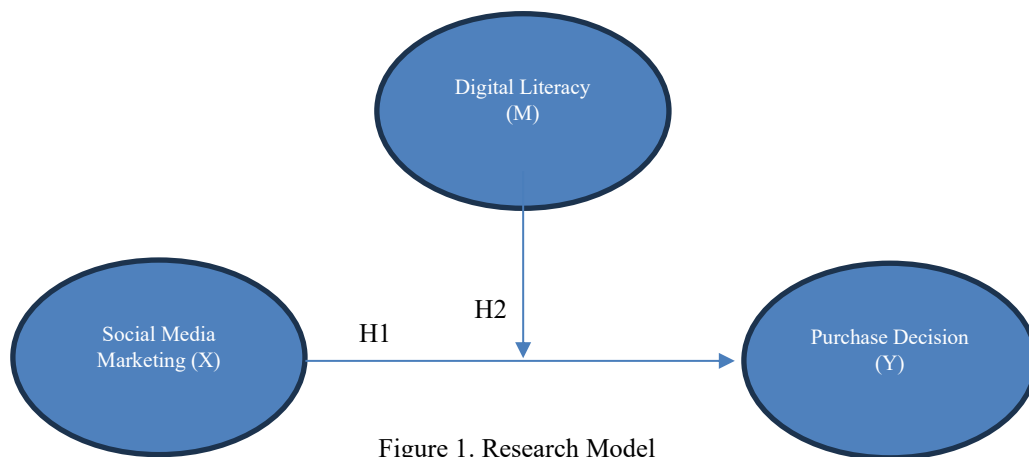 Digital Literacy
(M)
H2
H1
Social Media
Marketing (X)
Purchase Decision
(Y)
Figure 1. Research Model